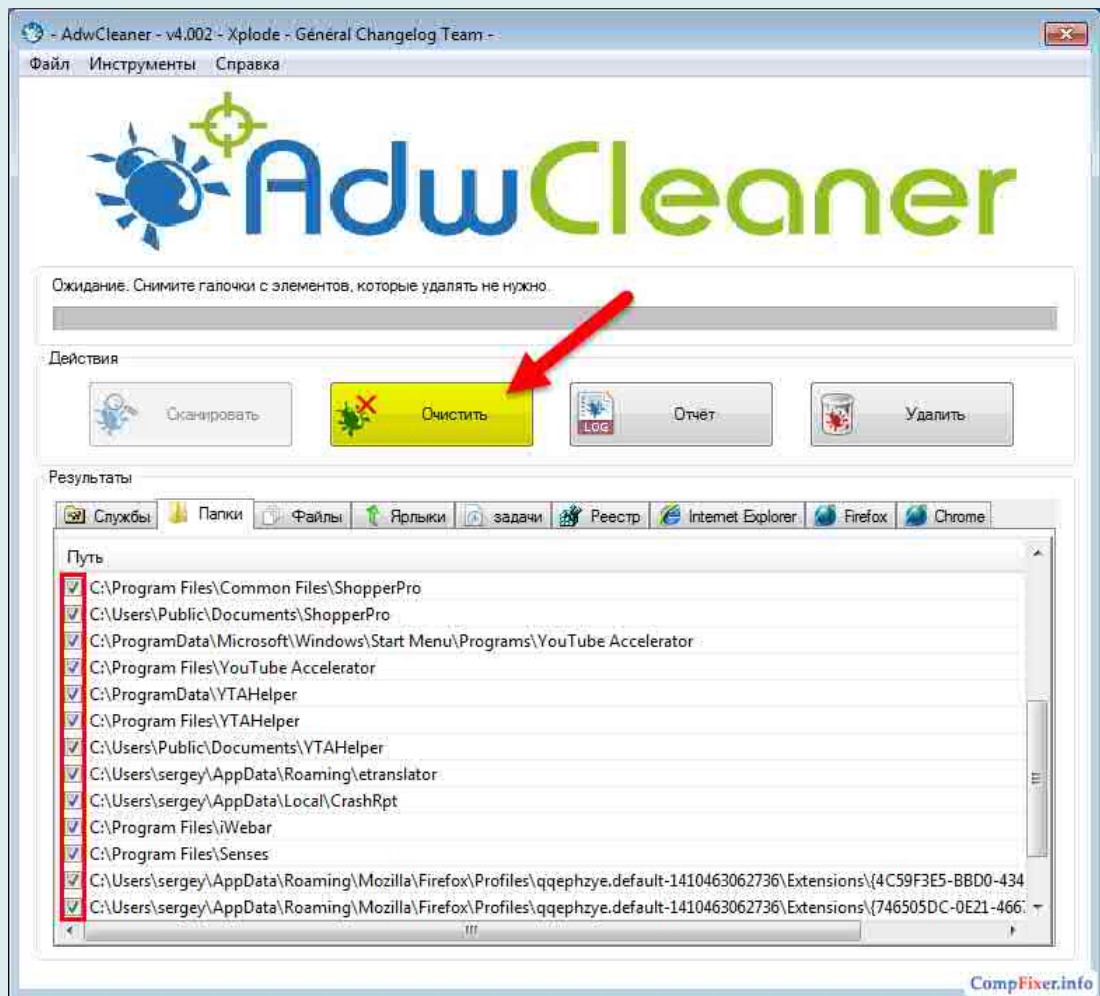 - AdwCleaner - v4.002 - Xplode - Général Changelog Team -
Файл Инструменты Справка
AdwCleaner
Ожидание. Снимите галочки с элементов, которые удалять не нужно.
Действия
Сканировать
Очистить
LOG
Отчёт
Удалить
Результаты
Службы Папки Файлы Ярлыки задачи Реестр Internet Explorer Firefox Chrome
Путь
C:\Program Files\Common Files\ShopperPro
C:\Users\Public\Documents\ShopperPro
C:\ProgramData\Microsoft\Windows\Start Menu\Programs\YouTube Accelerator
C:\Program Files\YouTube Accelerator
C:\ProgramData\YTAHelper
C:\Program Files\YTAHelper
C:\Users\Public\Documents\YTAHelper
C:\Users\sergey\AppData\Roaming\etranslator
C:\Users\sergey\AppData\Local\CrashRpt
C:\Program Files\iWebar
C:\Program Files\Senses
C:\Users\sergey\AppData\Roaming\Mozilla\Firefox\Profiles\qqephzye.default-1410463062736\Extensions\{4C59F3E5-BBD0-434
C:\Users\sergey\AppData\Roaming\Mozilla\Firefox\Profiles\qqephzye.default-1410463062736\Extensions\{746505DC-0E21-466
CompFixer.info